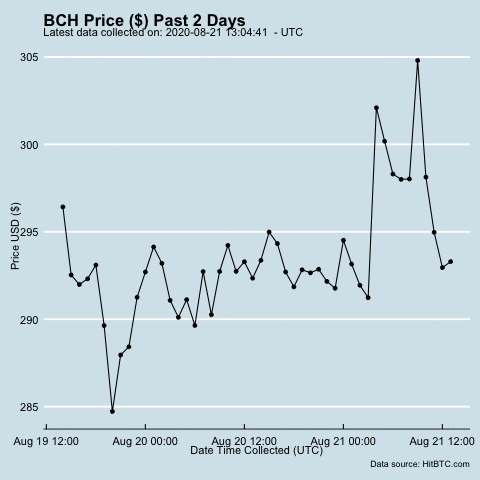 BCH Price ($) Past 2 Days
Latest data collected on: 2020-08-21 13:04:41 - UTC
305
300
295
290
285
Price USD ($)
Aug 19 12:00 Aug 20 00:00 Aug 20 12:00 Aug 21 00:00 Aug 21 12:00
Date Time Collected (UTC)
Data source: HitBTC.com